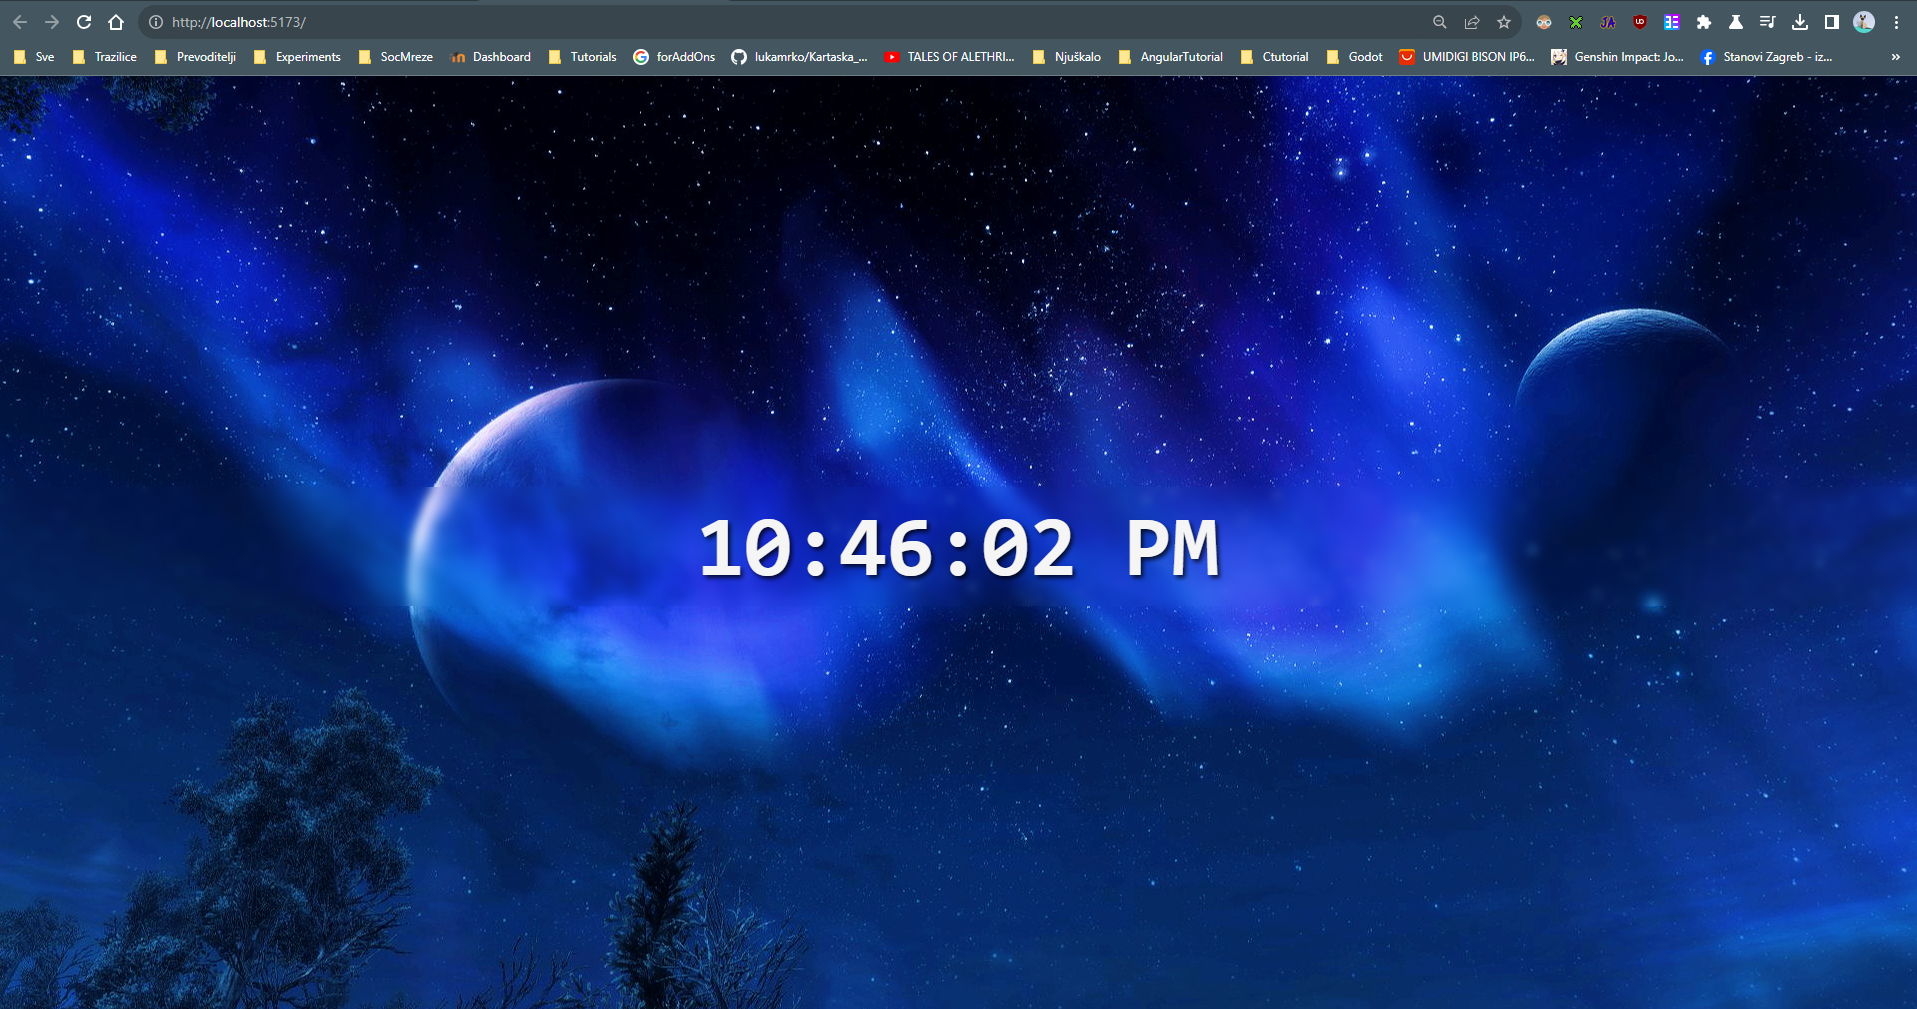 http://localhost:5173/
Sve Trazilice Prevoditelji Experiments SocMreze Dashboard Tutorials forAddOns lukamrko/Kartaska_... TALES OF ALETHRI... Njuškalo AngularTutorial Ctutorial Godot UMIDIGI BISON IP6... Genshin Impact: Jo... Stanovi Zagreb - iz... »
10:46:02 PM